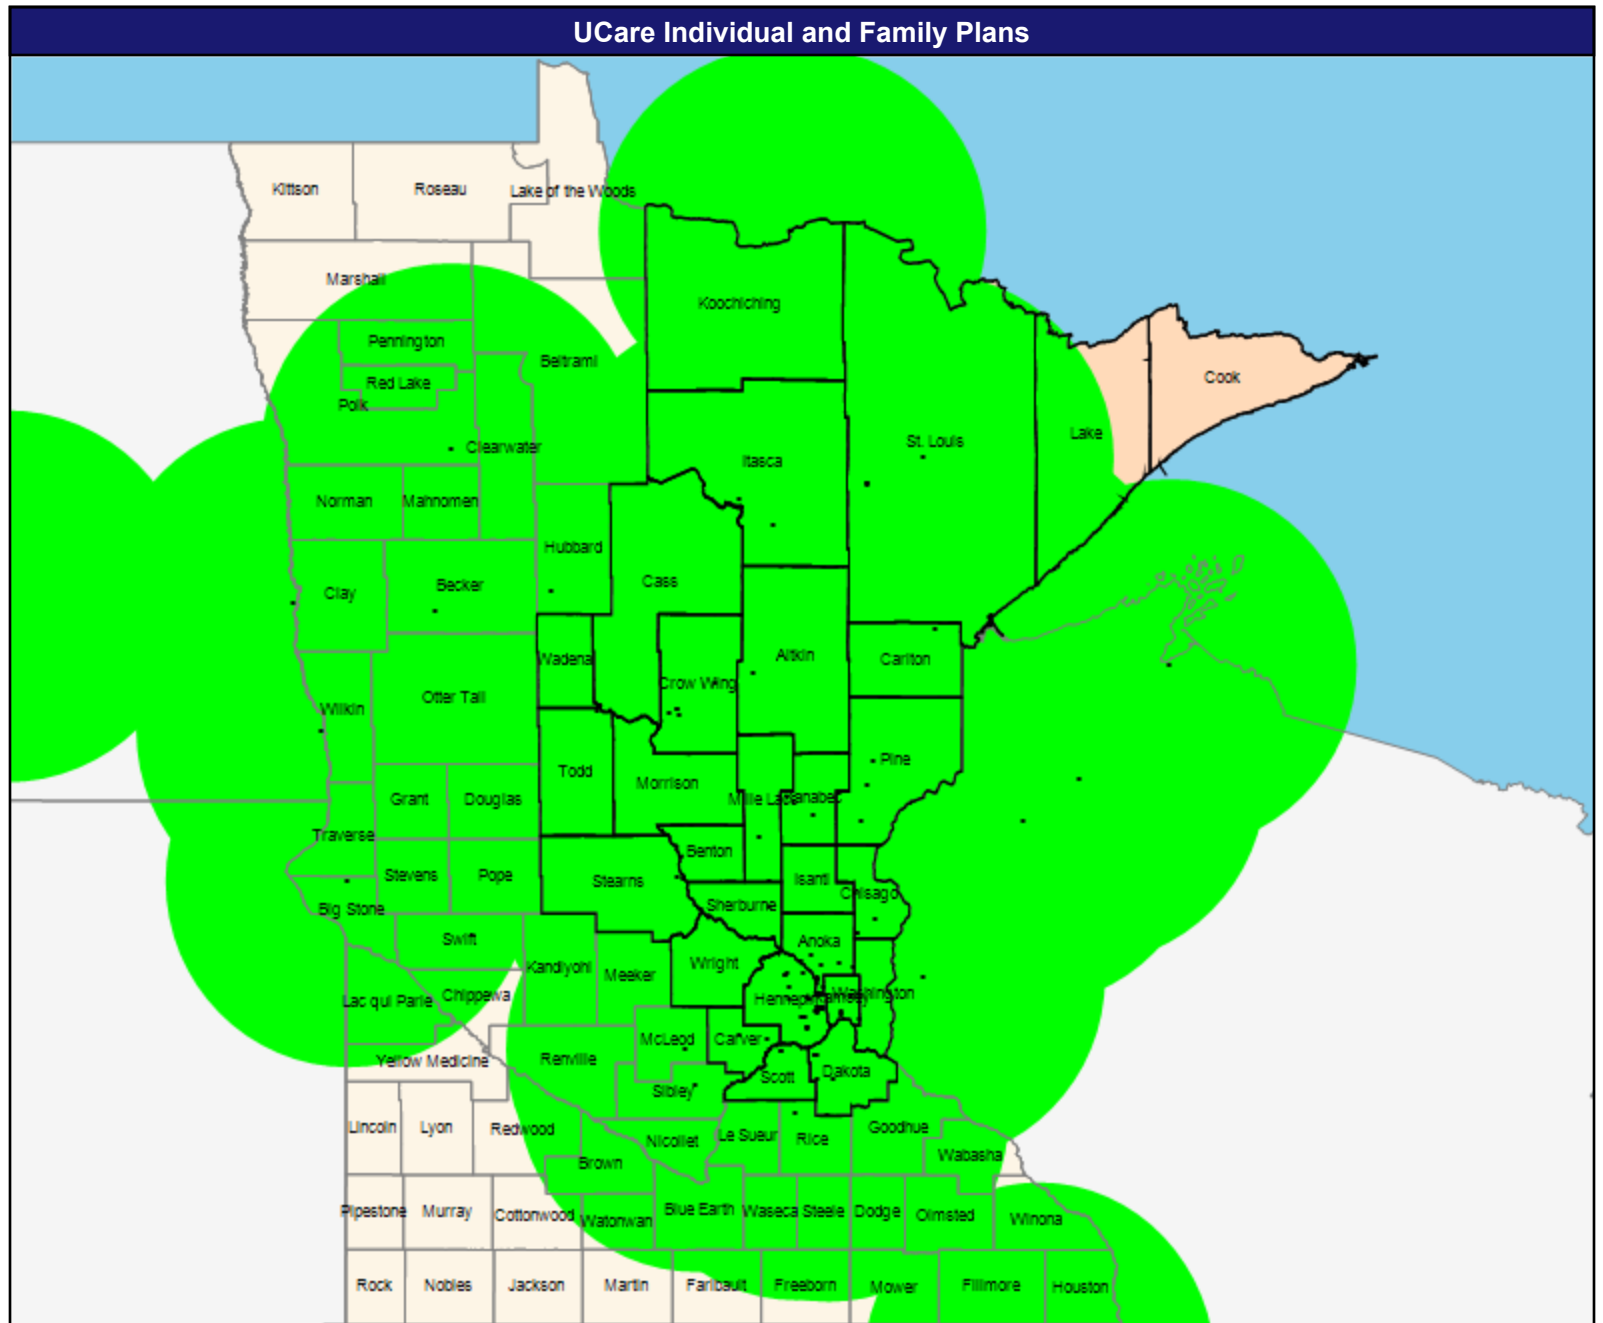 UCare Individual and Family Plans
Kittson
Roseau
Lake of the Woods
Marshall
Koochiching
Pennington
Beltrami
Red Lake
Polk
Cook
Clearwater
St. Louis
Lake
Itasca
Norman
Mahnomen
Hubbard
Cass
Clay
Becker
Wadena
Aitkin
Carlton
Crow Wing
Otter Tail
Wilkin
Pine
Todd
Morrison
Grant
Douglas
Mille Lacs
Kanabec
Traverse
Benton
Stevens
Pope
Stearns
Isanti
Chisago
Big Stone
Sherburne
Swift
Anoka
Kandiyohi
Meeker
Wright
Lac qui Parle
Chippewa
Hennepin
Ramsey
Washington
McLeod
Carver
Yellow Medicine
Renville
Scott
Dakota
Sibley
Lincoln
Lyon
Redwood
Nicollet
Le Sueur
Rice
Goodhue
Wabasha
Brown
Pipestone
Murray
Cottonwood
Watonwan
Blue Earth
Waseca
Steele
Dodge
Olmsted
Winona
Rock
Nobles
Jackson
Martin
Faribault
Freeborn
Mower
Fillmore
Houston